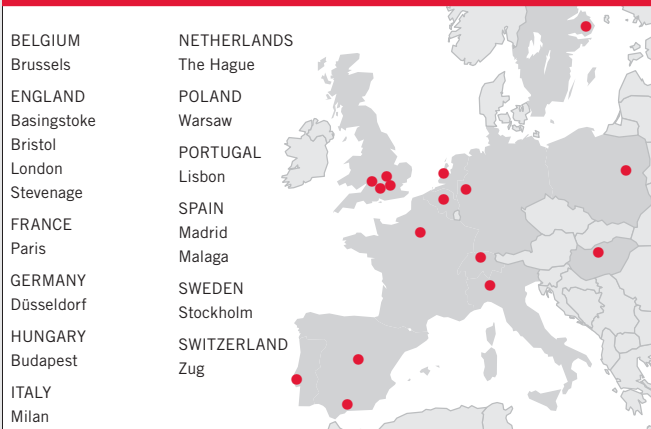 BELGIUM
Brussels
ENGLAND
Basingstoke
Bristol
London
Stevenage
FRANCE
Paris
GERMANY
Düsseldorf
HUNGARY
Budapest
ITALY
Milan
NETHERLANDS
The Hague
POLAND
Warsaw
PORTUGAL
Lisbon
SPAIN
Madrid
Malaga
SWEDEN
Stockholm
SWITZERLAND
Zug